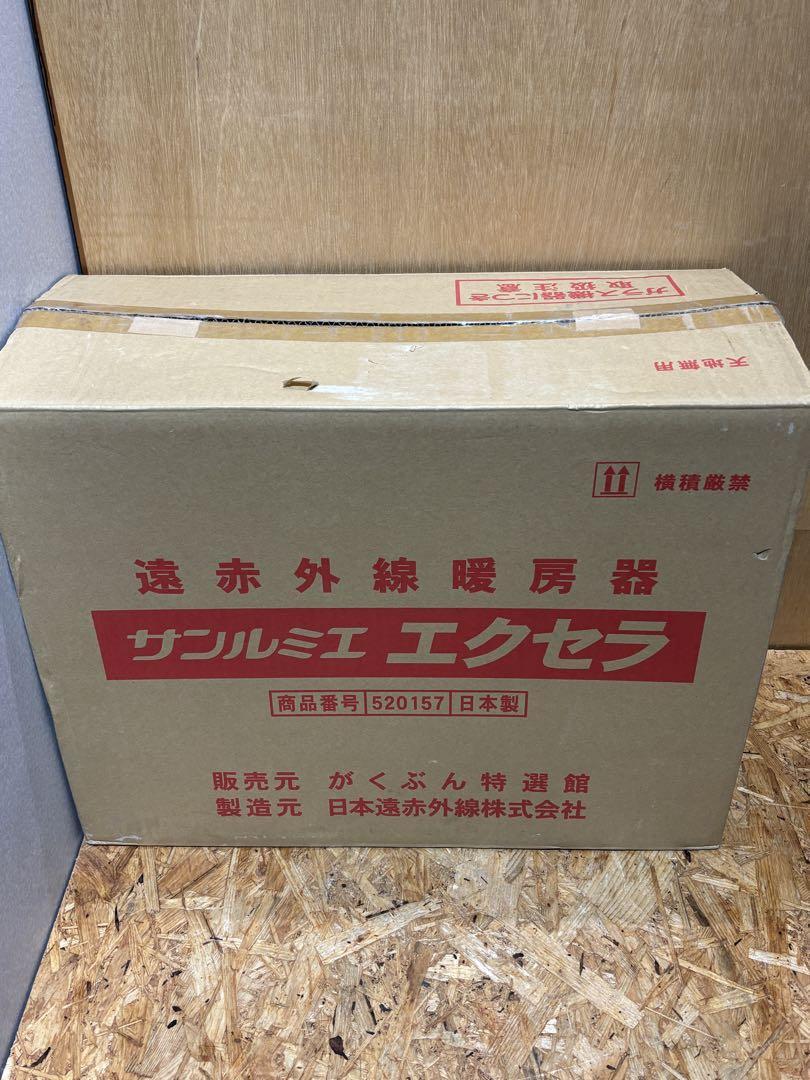 ガラス機器につき
取扱注意
天地無用
横積厳禁
遠赤外線暖房器
サンルミエ エクセラ
商品番号 520157 日本製
販売元 がくぶん特選館
製造元 日本遠赤外線株式会社